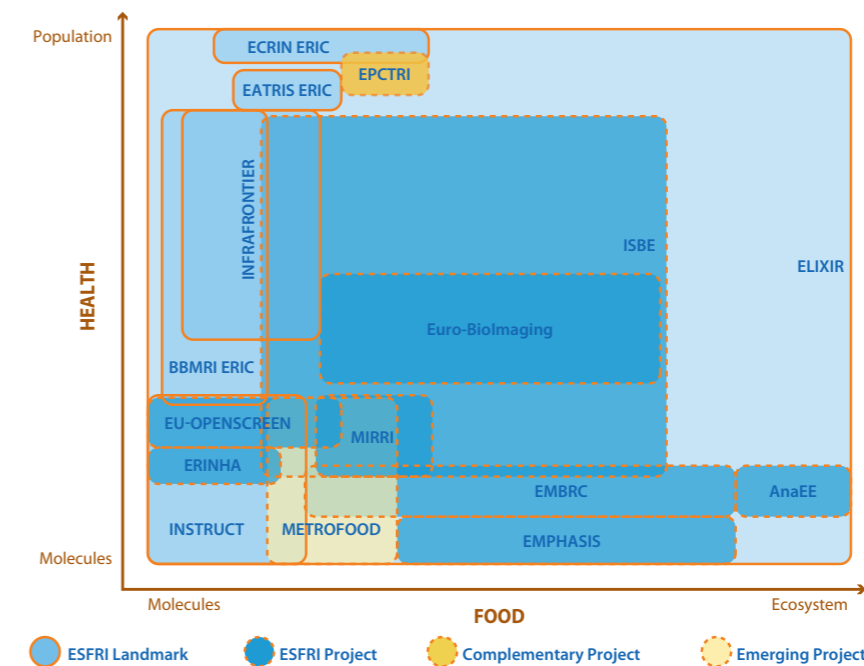 Population
ECRIN ERIC
EPCTRI
EATRIS ERIC
INFRAFRONTIER
ISBE
ELIXIR
HEALTH
Euro-BioImaging
BBMRI ERIC
EU-OPENSCREEN
MIRRI
ERINHA
EMBRC
AnaEE
INSTRUCT
METROFOOD
EMPHASIS
Molecules
Molecules
FOOD
Ecosystem
ESFRI Landmark
ESFRI Project
Complementary Project
Emerging Project